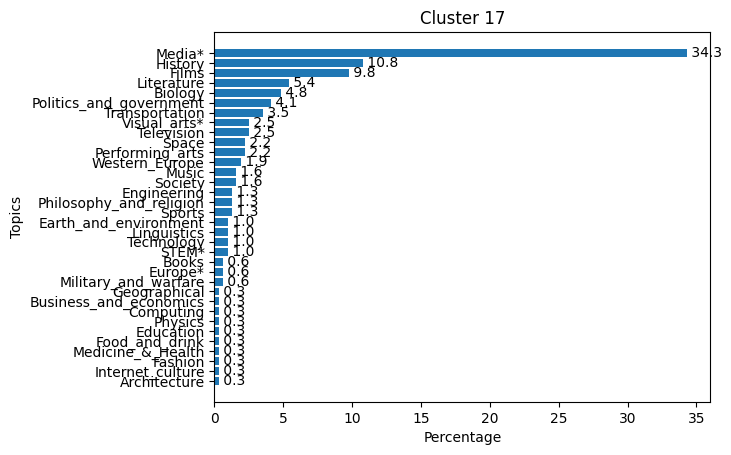 Cluster 17
Topics
Media* 34.3
History 10.8
Films 9.8
Literature 5.4
Biology 4.8
Politics_and_government 4.1
Transportation 3.5
Visual_arts* 2.5
Television 2.5
Space 2.2
Performing_arts 2.2
Western_Europe 1.9
Music 1.6
Society 1.6
Engineering 1.3
Philosophy_and_religion 1.3
Sports 1.3
Earth_and_environment 1.0
Linguistics 1.0
Technology 1.0
STEM* 1.0
Books 0.6
Europe* 0.6
Military_and_warfare 0.6
Geographical 0.3
Business_and_economics 0.3
Computing 0.3
Physics 0.3
Education 0.3
Food_and_drink 0.3
Medicine_&_Health 0.3
Fashion 0.3
Internet_culture 0.3
Architecture 0.3
0 5 10 15 20 25 30 35
Percentage